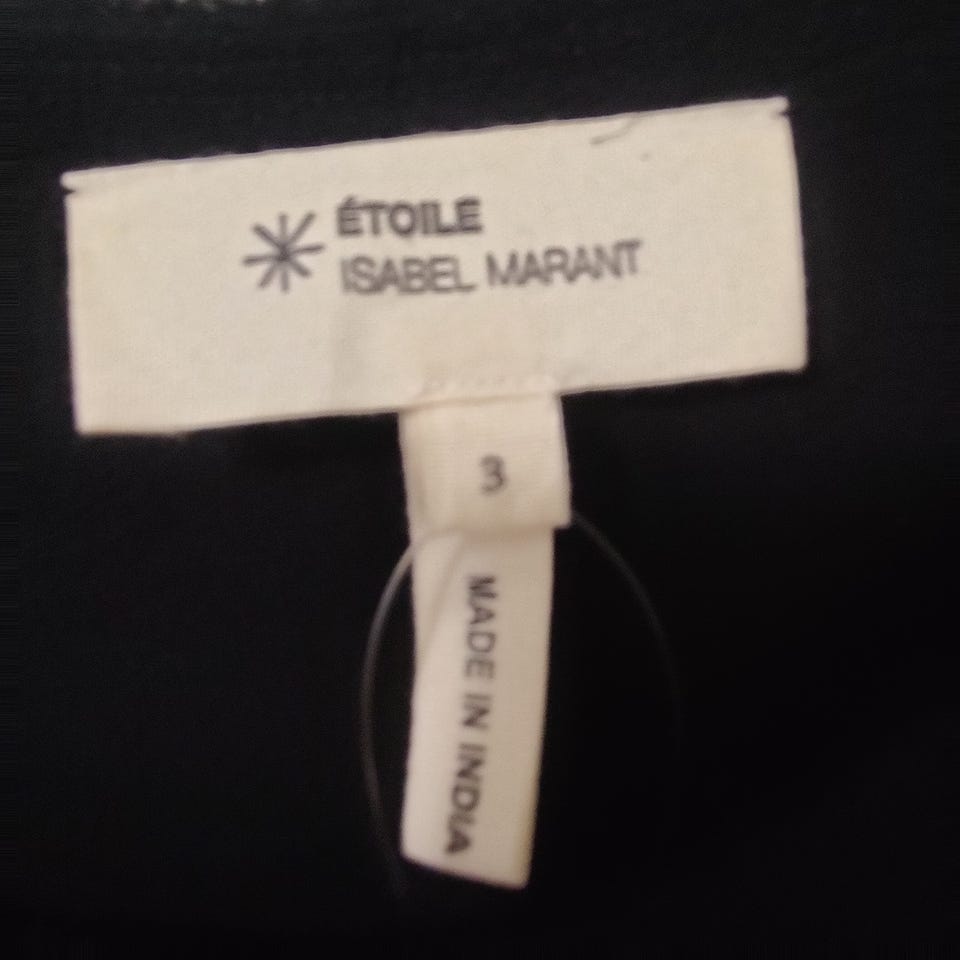 ÉTOILE
ISABEL MARANT
3
MADE IN INDIA